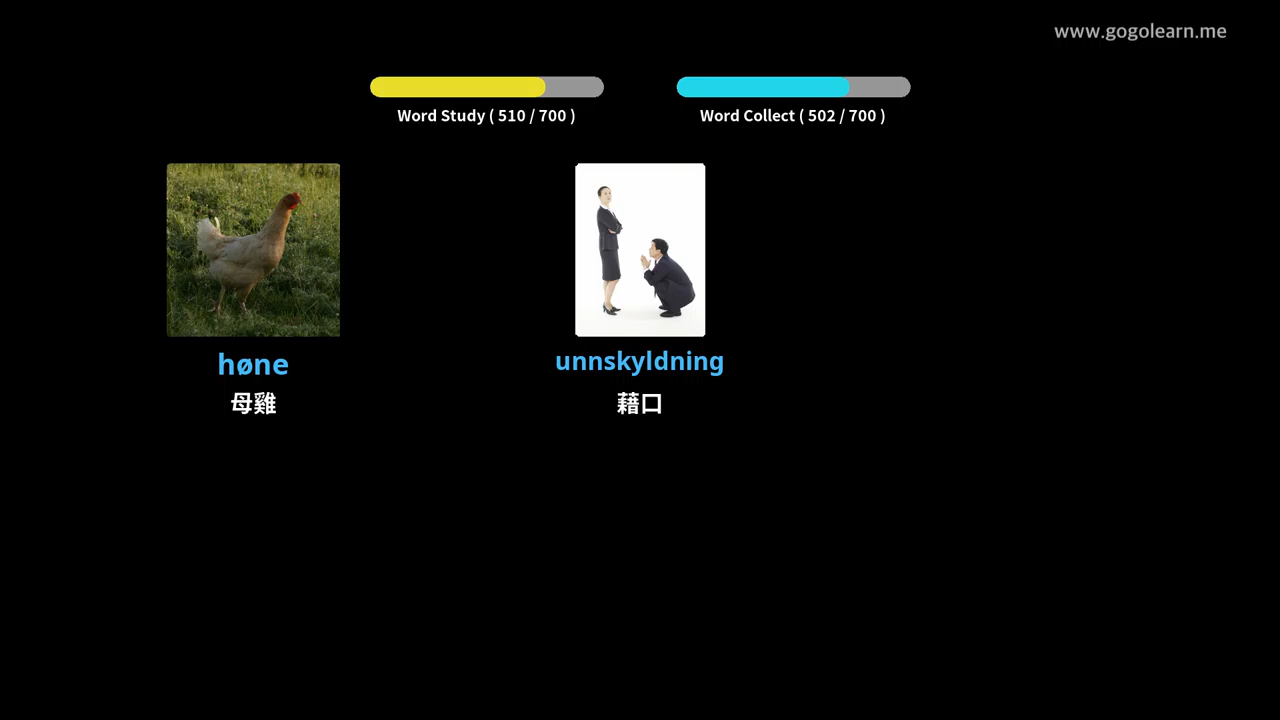 www.gogolearn.me
Word Study ( 510 / 700 )
Word Collect ( 502 / 700 )
høne
母雞
unnskyldning
藉口